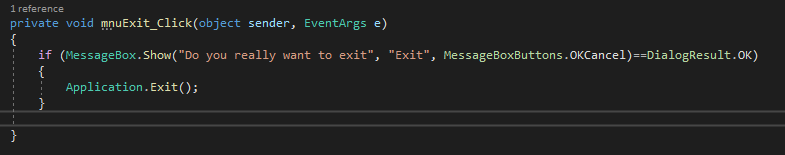 1 reference
private void mnuExit_Click(object sender, EventArgs e)
{
if (MessageBox.Show("Do you really want to exit", "Exit", MessageBoxButtons.OKCancel)==DialogResult.OK)
{
Application.Exit();
}
}